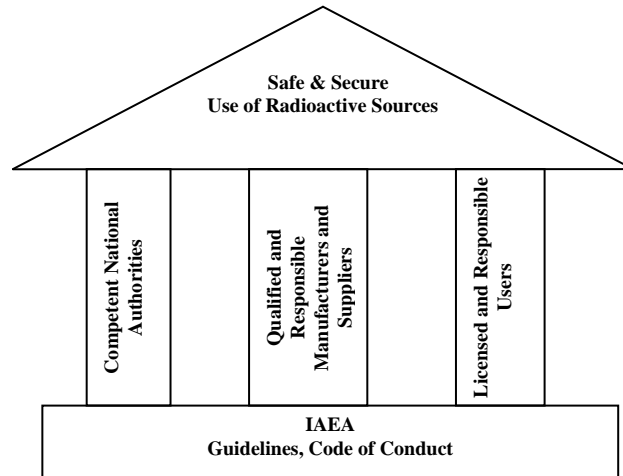 Safe & Secure
Use of Radioactive Sources
Competent National
Authorities
Qualified and
Responsible
Manufacturers and
Suppliers
Licensed and Responsible
Users
IAEA
Guidelines, Code of Conduct